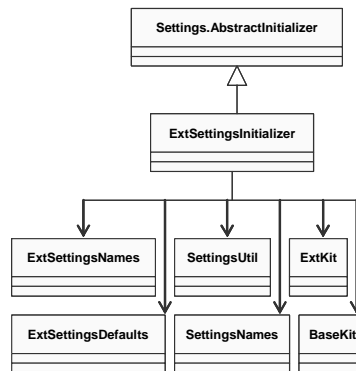 Settings.AbstractInitializer
ExtSettingsInitializer
ExtSettingsNames
SettingsUtil
ExtKit
ExtSettingsDefaults
SettingsNames
BaseKit